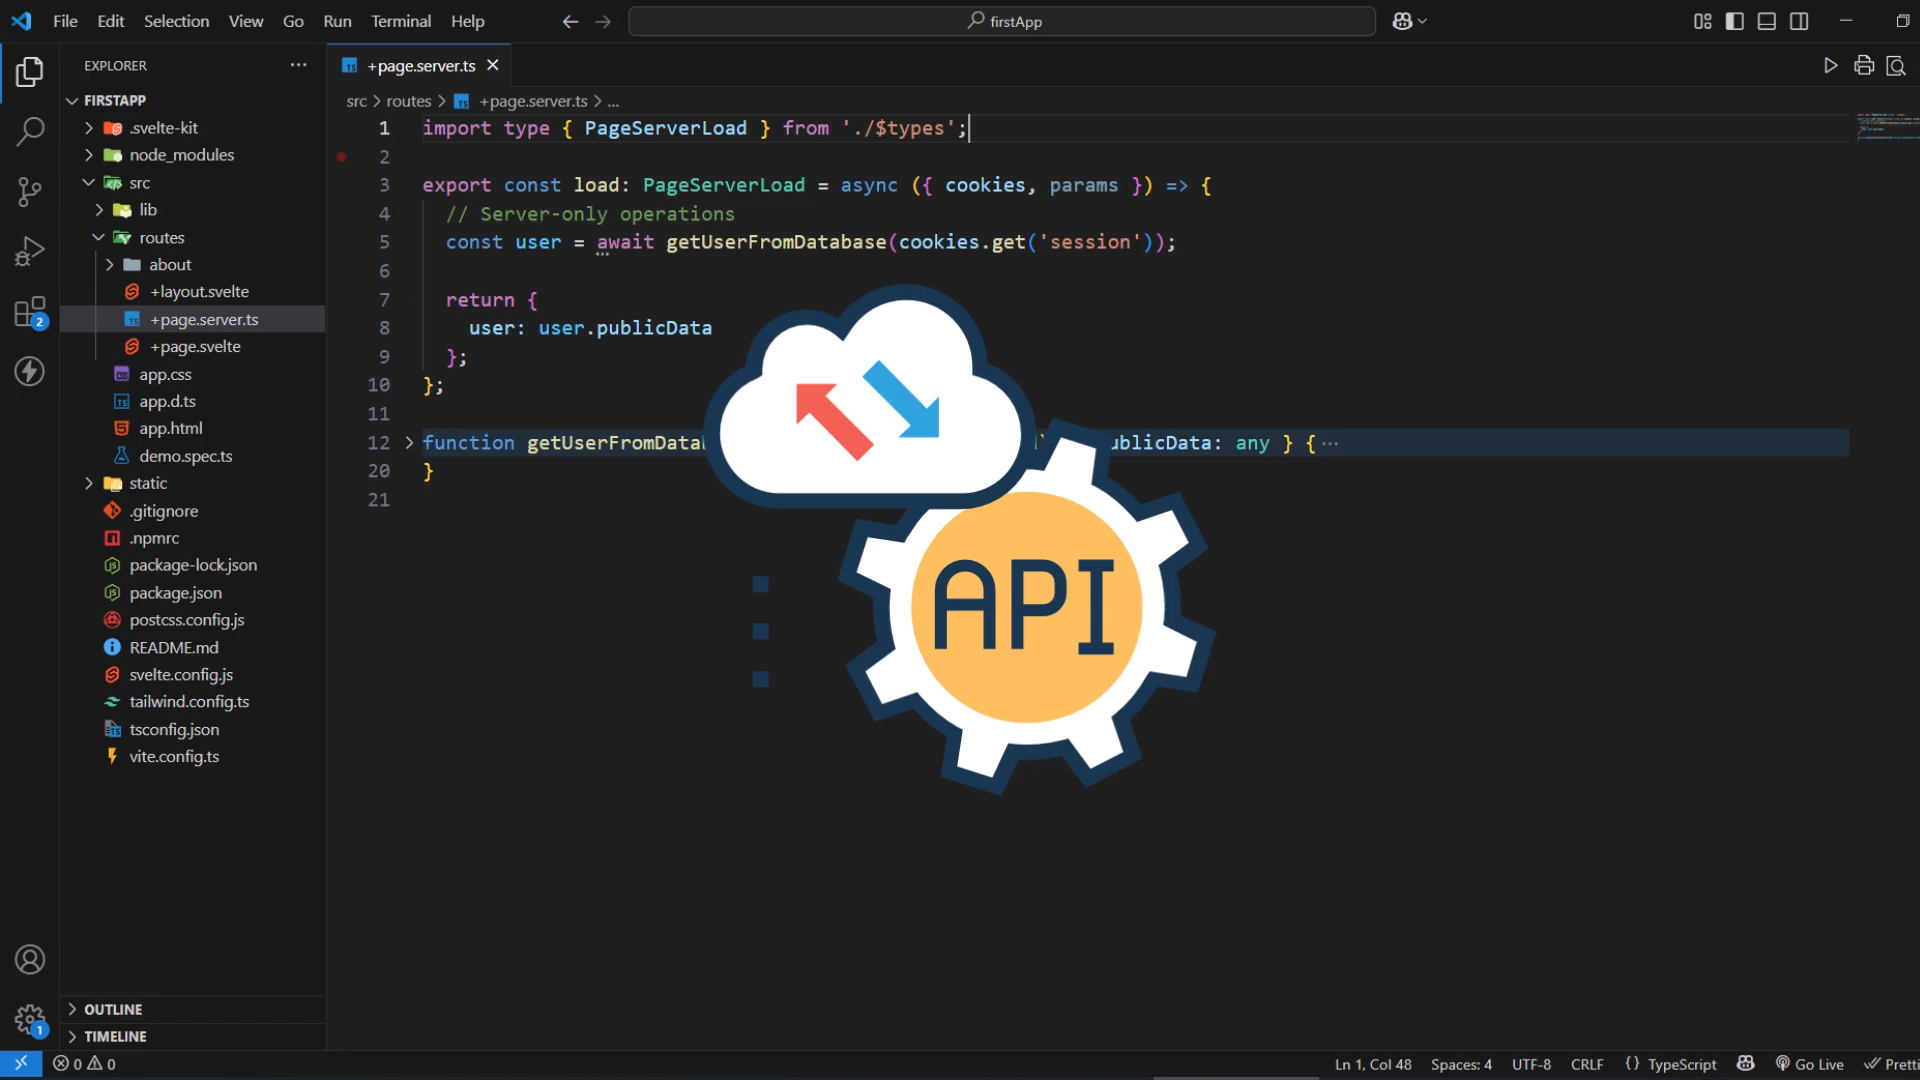 File Edit Selection View Go Run Terminal Help
firstApp
EXPLORER
+page.server.ts
FIRSTAPP
src > routes > +page.server.ts > ...
.svelte-kit
node_modules
src
lib
routes
about
+layout.svelte
+page.server.ts
+page.svelte
app.css
app.d.ts
app.html
demo.spec.ts
static
.gitignore
.npmrc
package-lock.json
package.json
postcss.config.js
README.md
svelte.config.js
tailwind.config.ts
tsconfig.json
vite.config.ts
OUTLINE
TIMELINE
1 import type { PageServerLoad } from './$types';
2
3 export const load: PageServerLoad = async ({ cookies, params }) => {
4 // Server-only operations
5 const user = await getUserFromDatabase(cookies.get('session'));
6
7 return {
8 user: user.publicData
9 };
10 };
11
12 function getUserFromData ublicData: any } { ...
20 }
21
API
2
1
0 0
Ln 1, Col 48 Spaces: 4 UTF-8 CRLF {} TypeScript Go Live Pretti